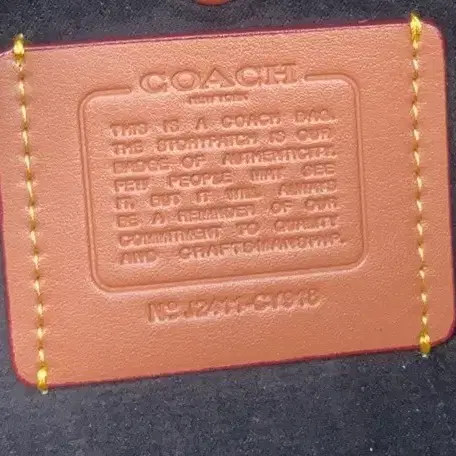 COACH
NEW YORK
THIS IS A COACH BAG.
THE STORYPATCH IS OUR
BADGE OF AUTHENTICITY.
FEW PEOPLE MAY SEE
IT BUT IT WILL ALWAYS
BE A REMINDER OF OUR
COMMITMENT TO QUALITY
AND CRAFTSMANSHIP.